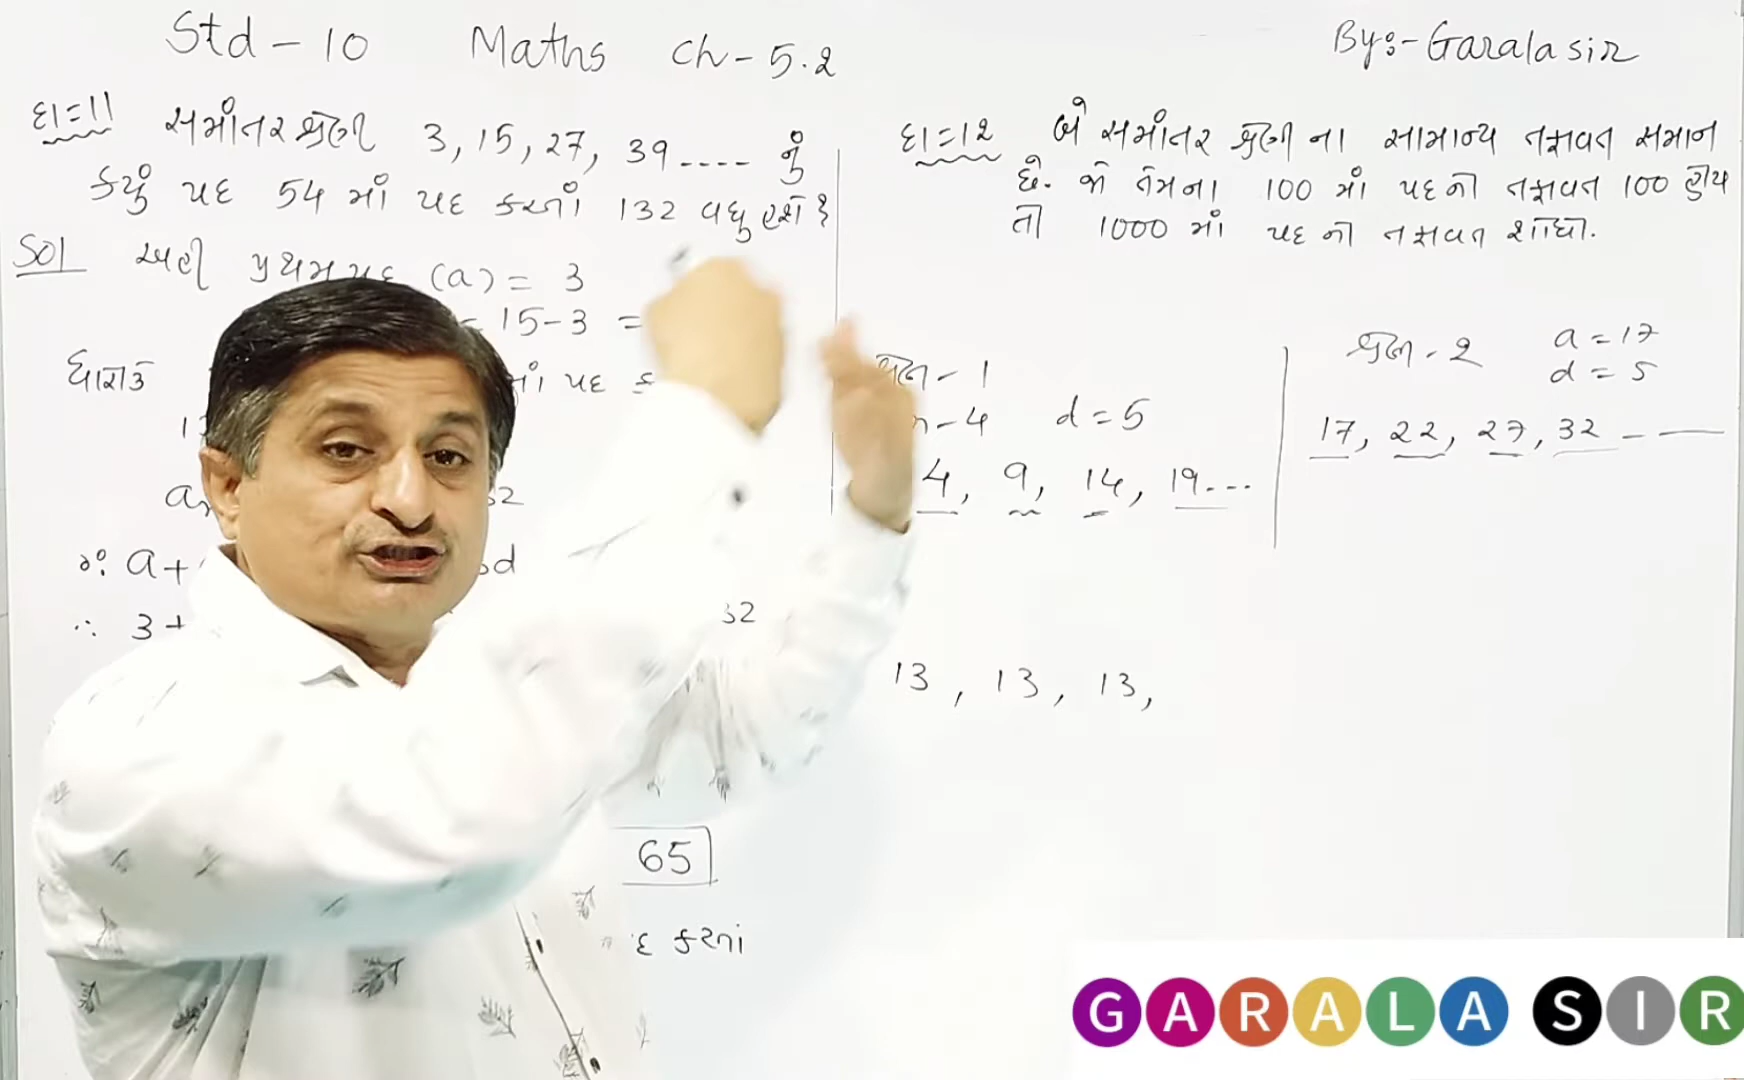 Std - 10 Maths Ch - 5.2
By:- Garala sir
દા=11 સમાંતર શ્રેણી 3, 15, 27, 39 .... નું
કયું પદ 54 માં પદ કરતાં 132 વધુ હશે ?
Sol અહી પ્રથમ પદ (a) = 3
= 15 - 3 =
ધારોકે માં પદ
a
32
∴ a +
d
∴ 3 +
32
65
કરતાં
દા=12 બે સમાંતર શ્રેણી ના સામાન્ય તફાવત સમાન
છે. જો તેમના 100 માં પદ નો તફાવત 100 હોય
તો 1000 માં પદ નો તફાવત શોધો.
શ્રેણી - 1
- 4 d = 5
4, 9, 14, 19...
શ્રેણી - 2 a = 17
d = 5
17, 22, 27, 32 - —
13, 13, 13,
GARALA SIR